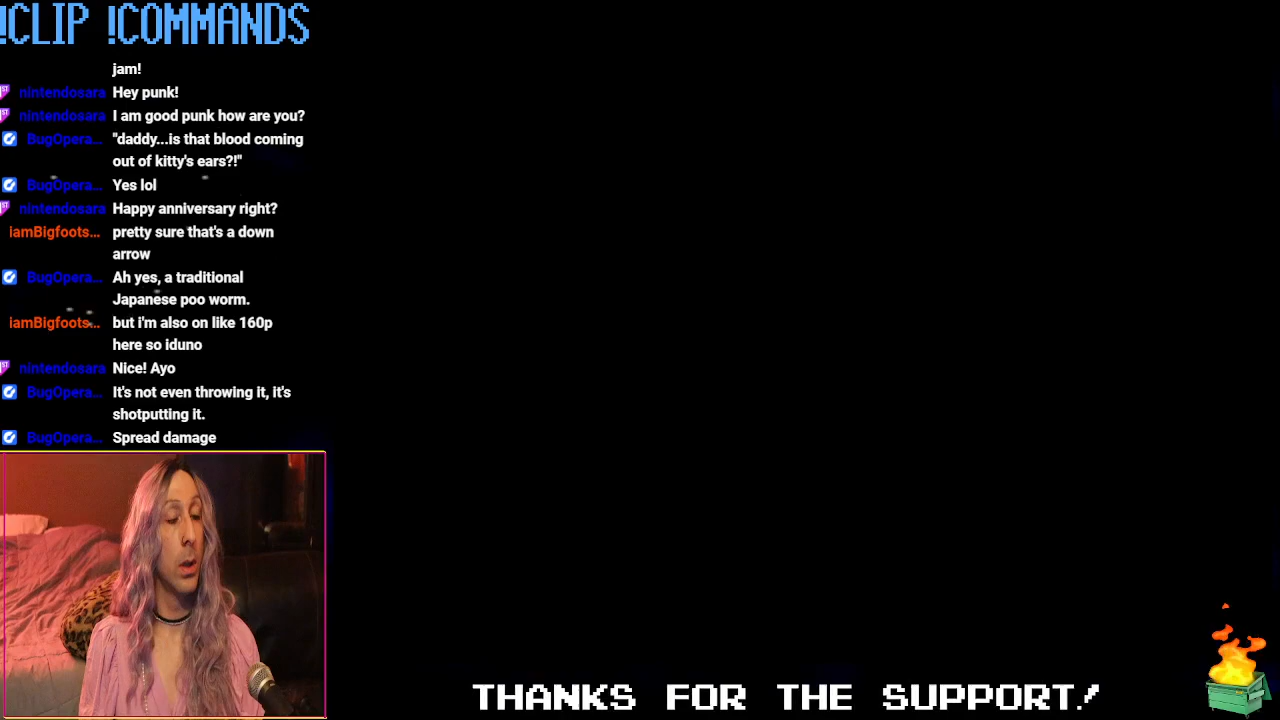 !CLIP !COMMANDS
jam!
nintendosara Hey punk!
nintendosara I am good punk how are you?
BugOpera... "daddy...is that blood coming
out of kitty's ears?!"
BugOpera... Yes lol
nintendosara Happy anniversary right?
iamBigfoots... pretty sure that's a down
arrow
BugOpera... Ah yes, a traditional
Japanese poo worm.
iamBigfoots... but i'm also on like 160p
here so iduno
nintendosara Nice! Ayo
BugOpera... It's not even throwing it, it's
shotputting it.
BugOpera... Spread damage
THANKS FOR THE SUPPORT!